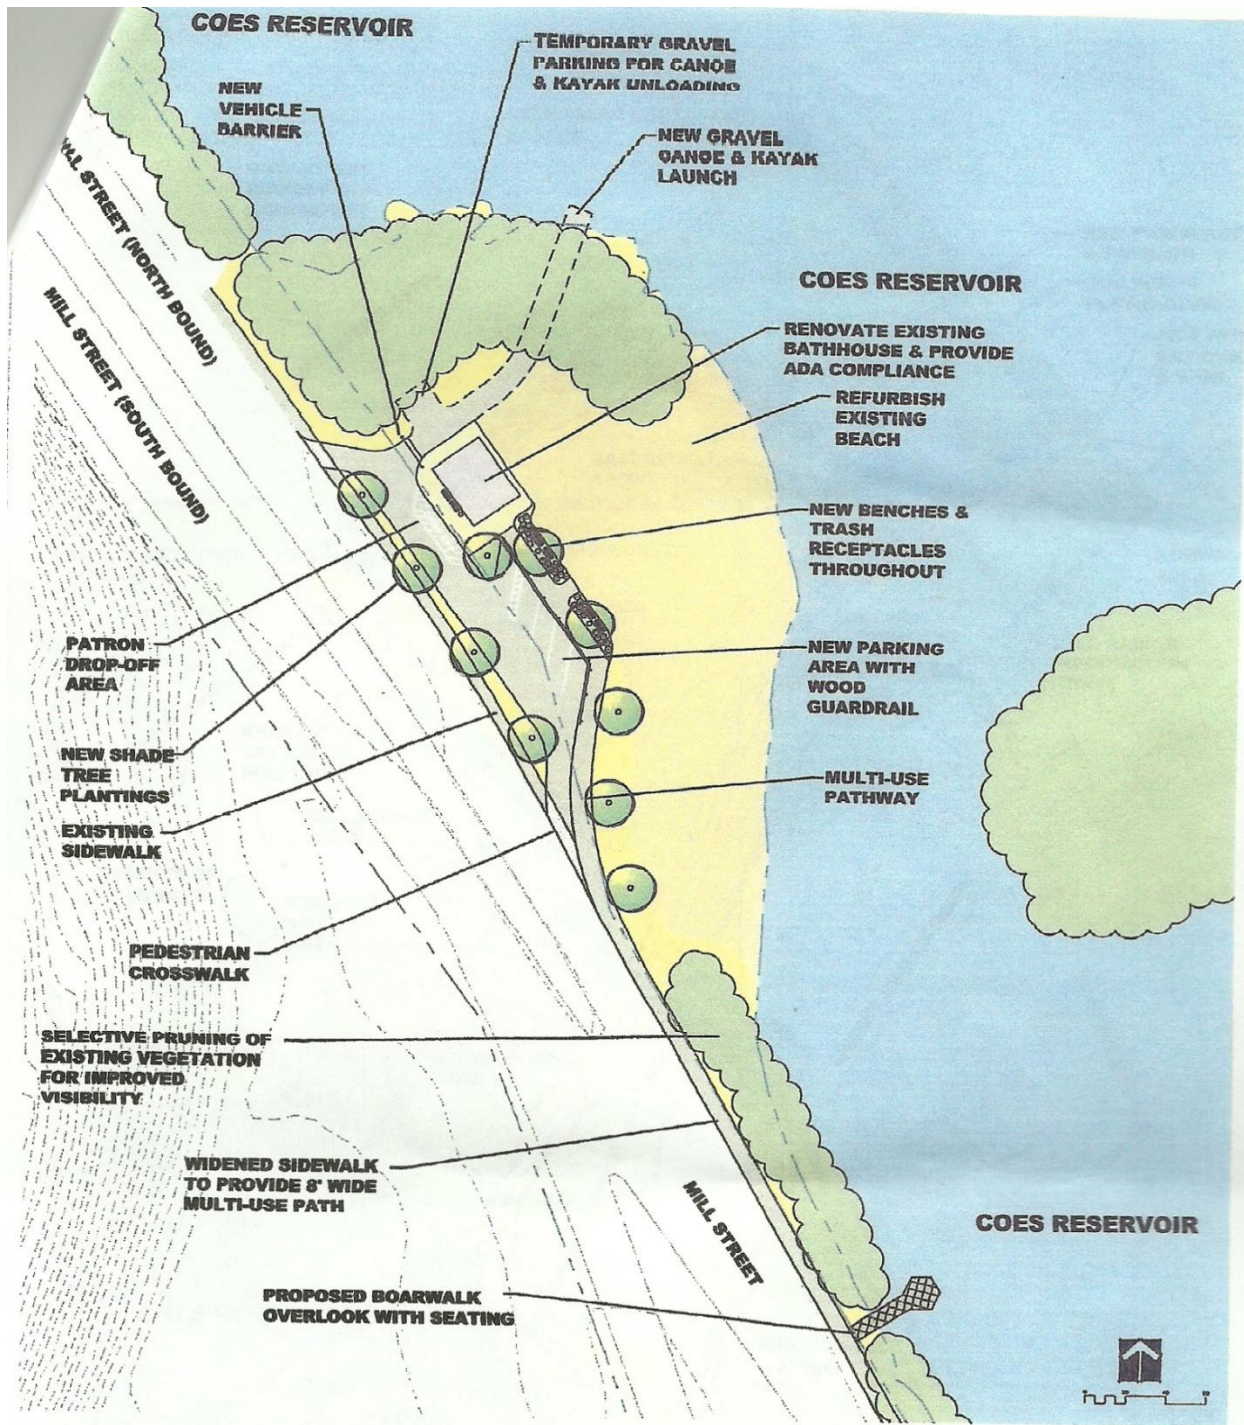 COES RESERVOIR
TEMPORARY GRAVEL
PARKING FOR CANOE
& KAYAK UNLOADING
NEW
VEHICLE
BARRIER
NEW GRAVEL
CANOE & KAYAK
LAUNCH
MILL STREET (NORTH BOUND)
MILL STREET (SOUTH BOUND)
COES RESERVOIR
RENOVATE EXISTING
BATHHOUSE & PROVIDE
ADA COMPLIANCE
REFURBISH
EXISTING
BEACH
NEW BENCHES &
TRASH
RECEPTACLES
THROUGHOUT
PATRON
DROP-OFF
AREA
NEW PARKING
AREA WITH
WOOD
GUARDRAIL
NEW SHADE
TREE
PLANTINGS
MULTI-USE
PATHWAY
EXISTING
SIDEWALK
PEDESTRIAN
CROSSWALK
SELECTIVE PRUNING OF
EXISTING VEGETATION
FOR IMPROVED
VISIBILITY
WIDENED SIDEWALK
TO PROVIDE 8' WIDE
MULTI-USE PATH
MILL STREET
COES RESERVOIR
PROPOSED BOARWALK
OVERLOOK WITH SEATING